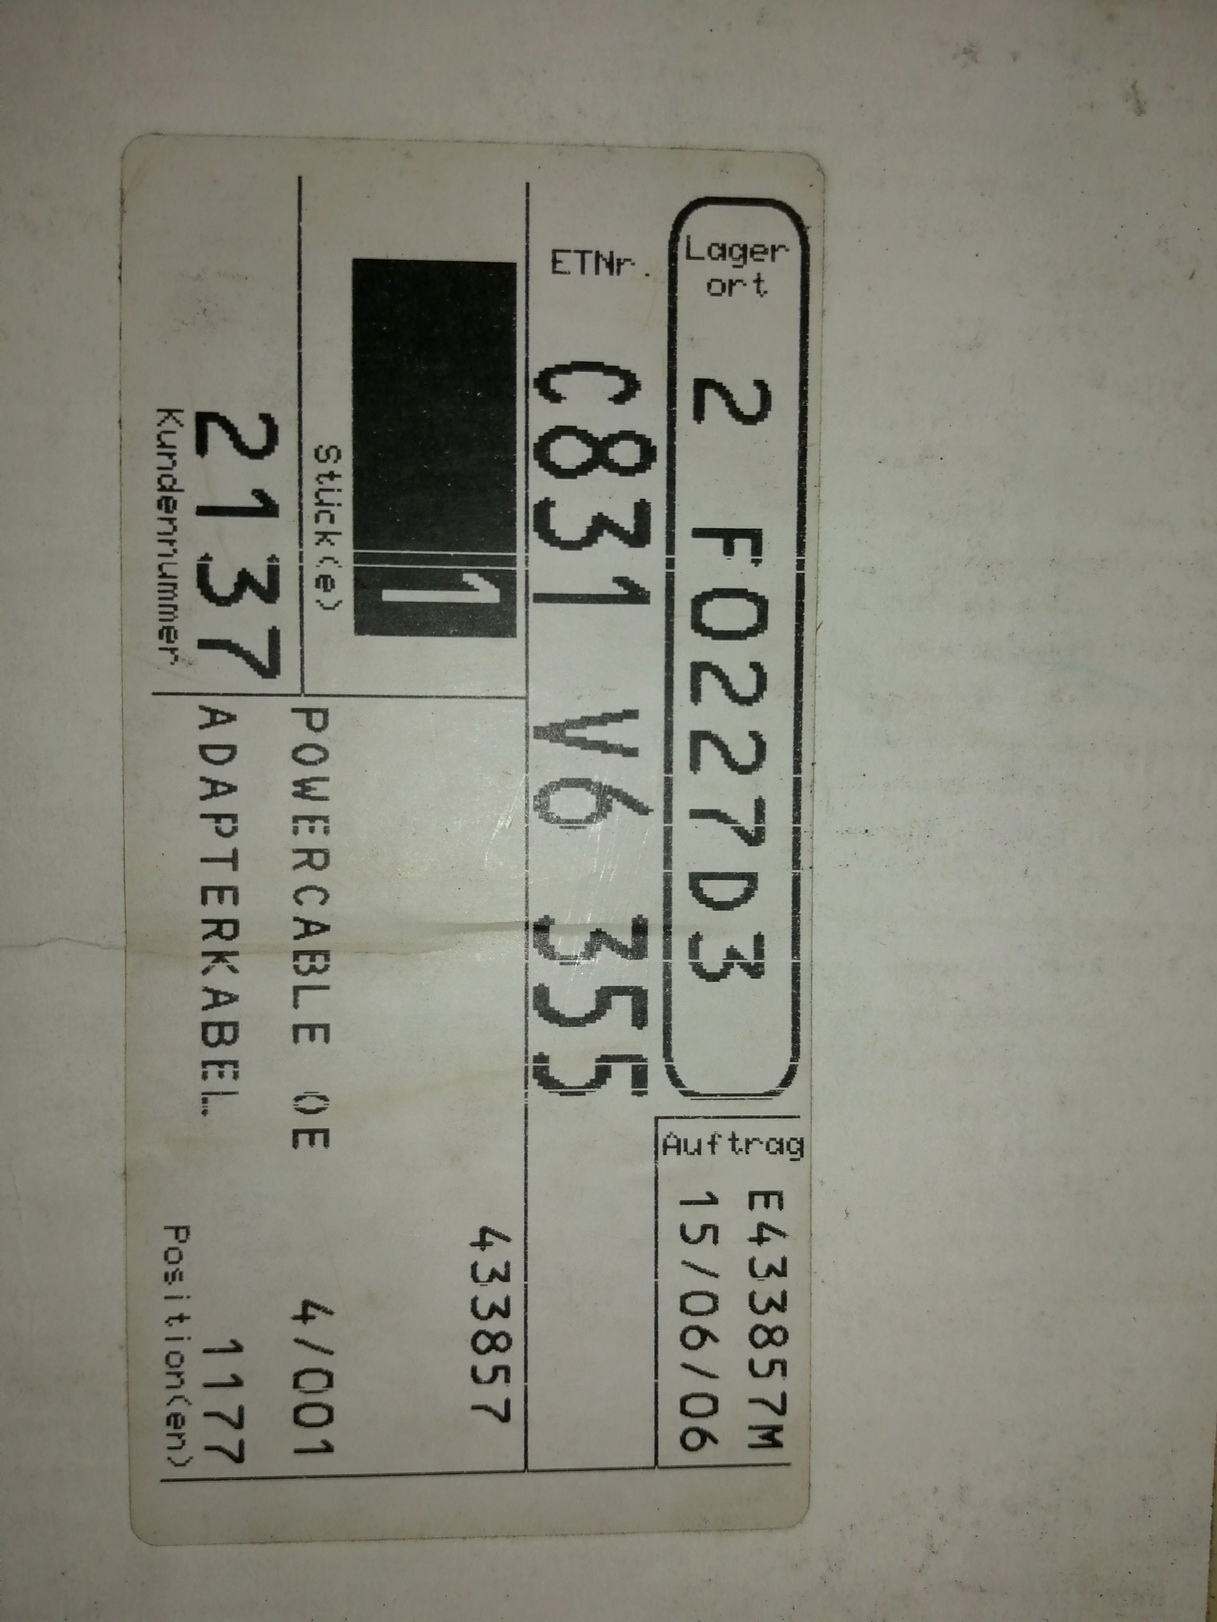 Lager
ort
2 F0227D3
Auftrag
E433857M
15/06/06
ETNr.
C831 V6 355
1
Stück(e)
433857
POWERCABLE OE
4/001
2137
Kundennummer
ADAPTERKABEL
1177
Position(en)